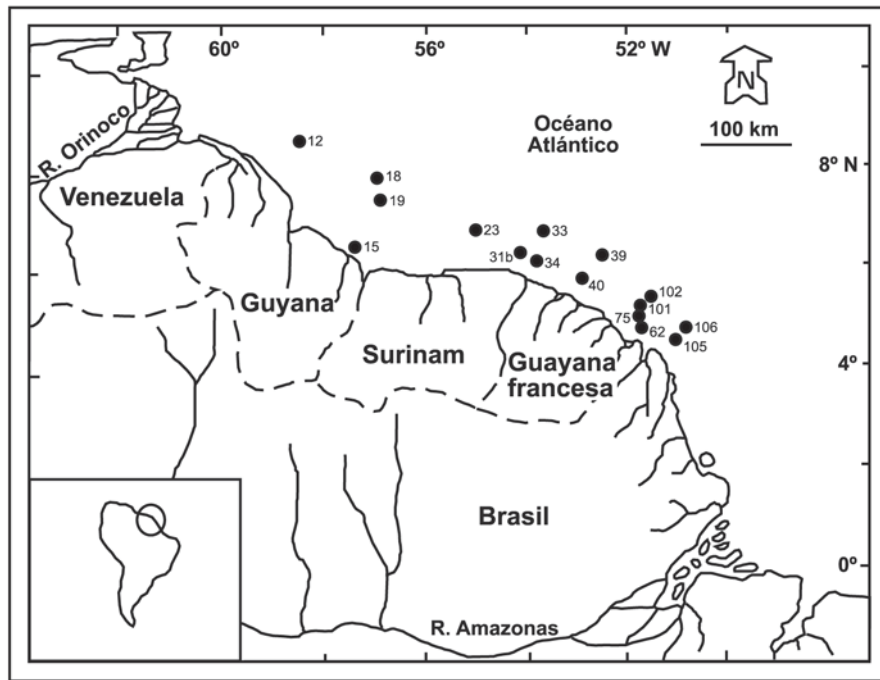 60º
56º
52º W
N
100 km
Océano
Atlántico
8º N
R. Orinoco
Venezuela
12
18
19
15
23
33
31b
34
39
40
102
101
75
62
106
105
Guyana
Surinam
Guayana
francesa
4º
Brasil
0º
R. Amazonas